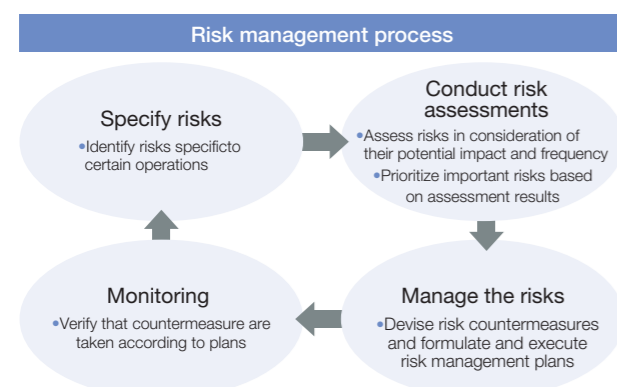 Risk management process
Specify risks
•Identify risks specificto
certain operations
Conduct risk
assessments
•Assess risks in consideration of
their potential impact and frequency
•Prioritize important risks based
on assessment results
Monitoring
•Verify that countermeasure are
taken according to plans
Manage the risks
•Devise risk countermeasures
and formulate and execute
risk management plans